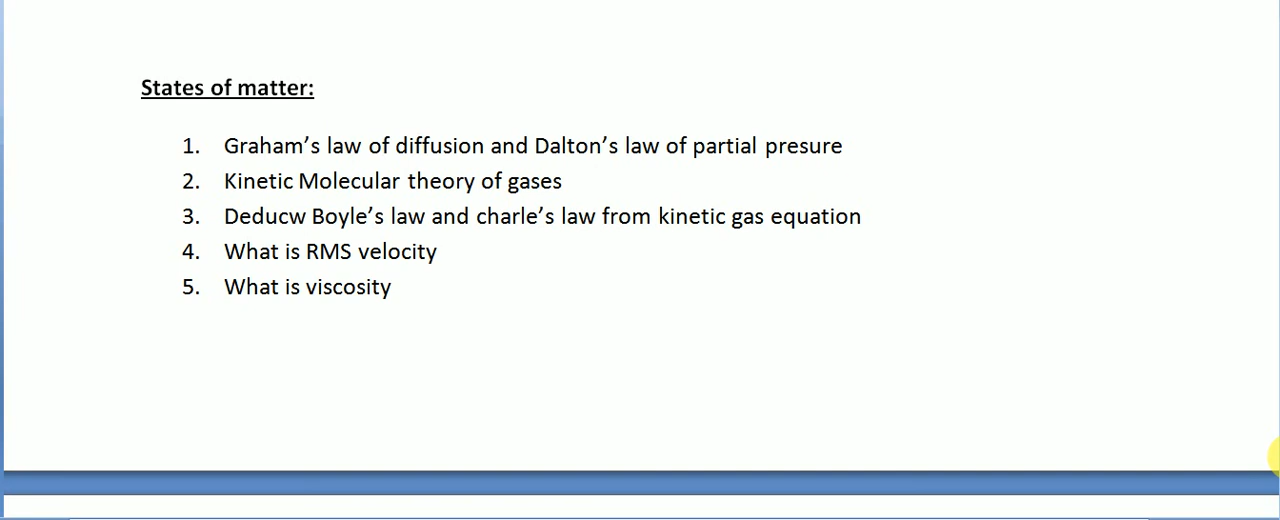 States of matter:
1. Graham’s law of diffusion and Dalton’s law of partial presure
2. Kinetic Molecular theory of gases
3. Deducw Boyle’s law and charle’s law from kinetic gas equation
4. What is RMS velocity
5. What is viscosity